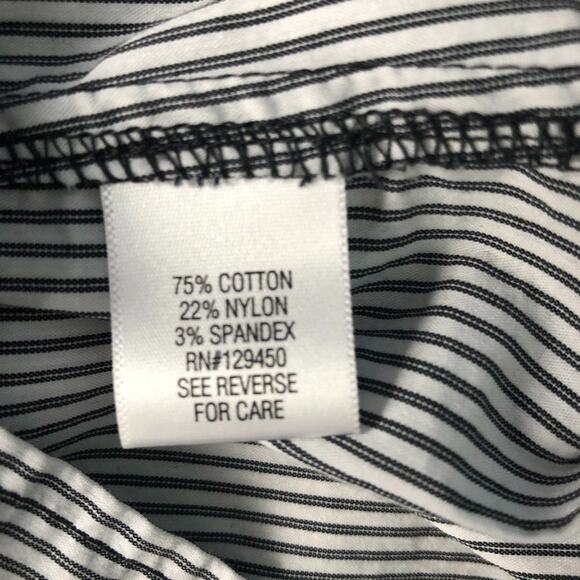 75% COTTON
22% NYLON
3% SPANDEX
RN#129450
SEE REVERSE
FOR CARE